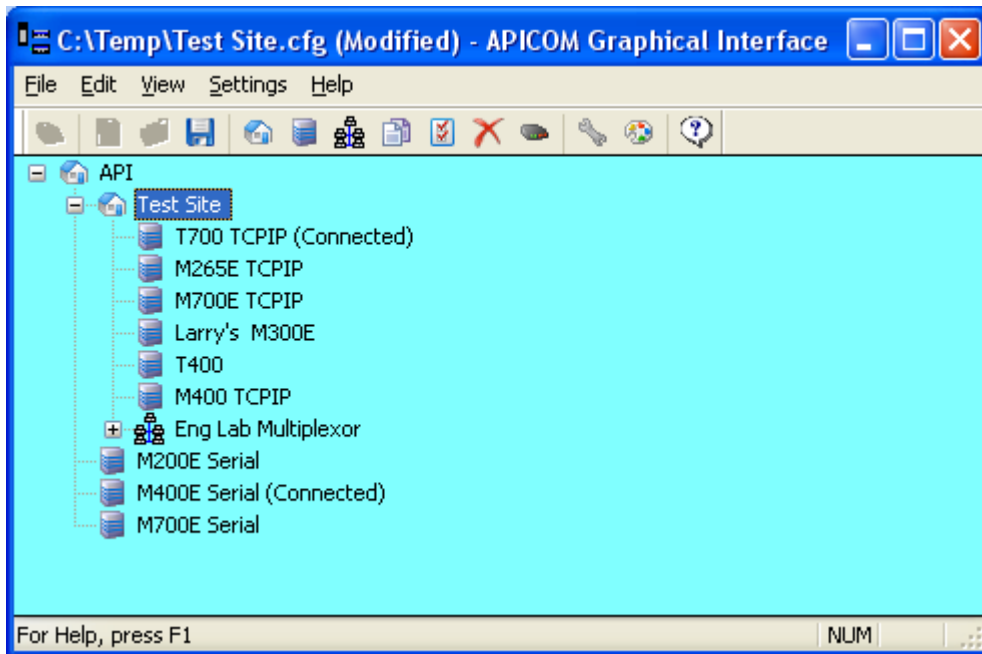 C:\Temp\Test Site.cfg (Modified) - APICOM Graphical Interface
File Edit View Settings Help
API
Test Site
T700 TCPIP (Connected)
M265E TCPIP
M700E TCPIP
Larry's M300E
T400
M400 TCPIP
Eng Lab Multiplexor
M200E Serial
M400E Serial (Connected)
M700E Serial
For Help, press F1 NUM